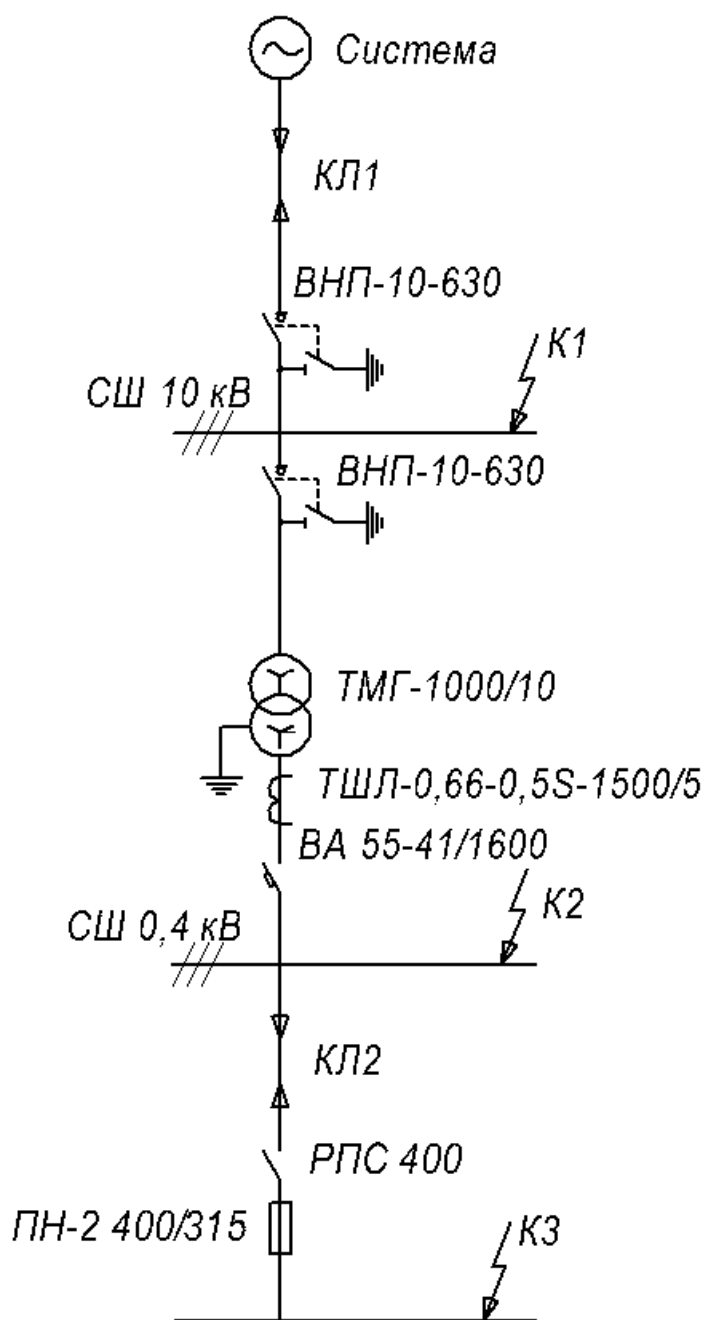 Система
КЛ1
ВНП-10-630
К1
СШ 10 кВ
ВНП-10-630
ТМГ-1000/10
ТШЛ-0,66-0,5S-1500/5
ВА 55-41/1600
К2
СШ 0,4 кВ
КЛ2
РПС 400
ПН-2 400/315
К3